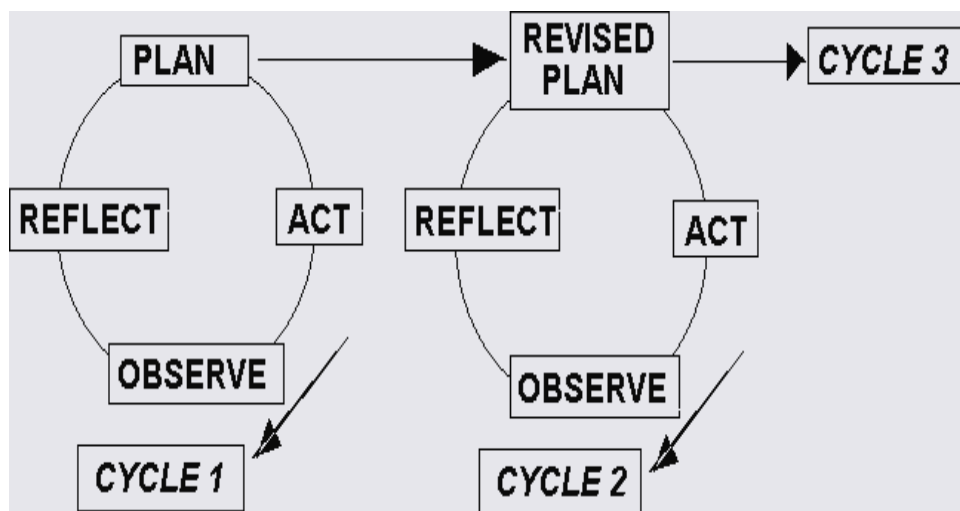 PLAN
REVISED
PLAN
CYCLE 3
REFLECT
ACT
REFLECT
ACT
OBSERVE
OBSERVE
CYCLE 1
CYCLE 2